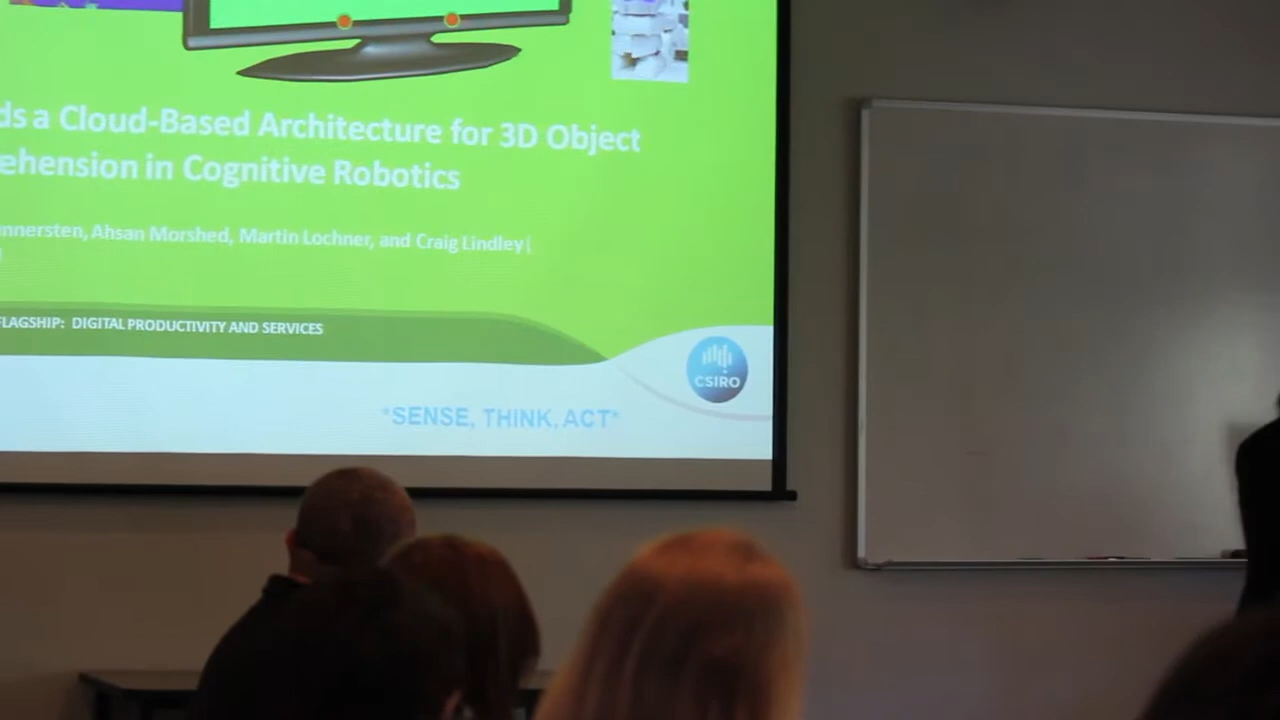 ds a Cloud-Based Architecture for 3D Object
ehension in Cognitive Robotics
nnersten, Ahsan Morshed, Martin Lochner, and Craig Lindley|
FLAGSHIP: DIGITAL PRODUCTIVITY AND SERVICES
CSIRO
*SENSE, THINK, ACT*